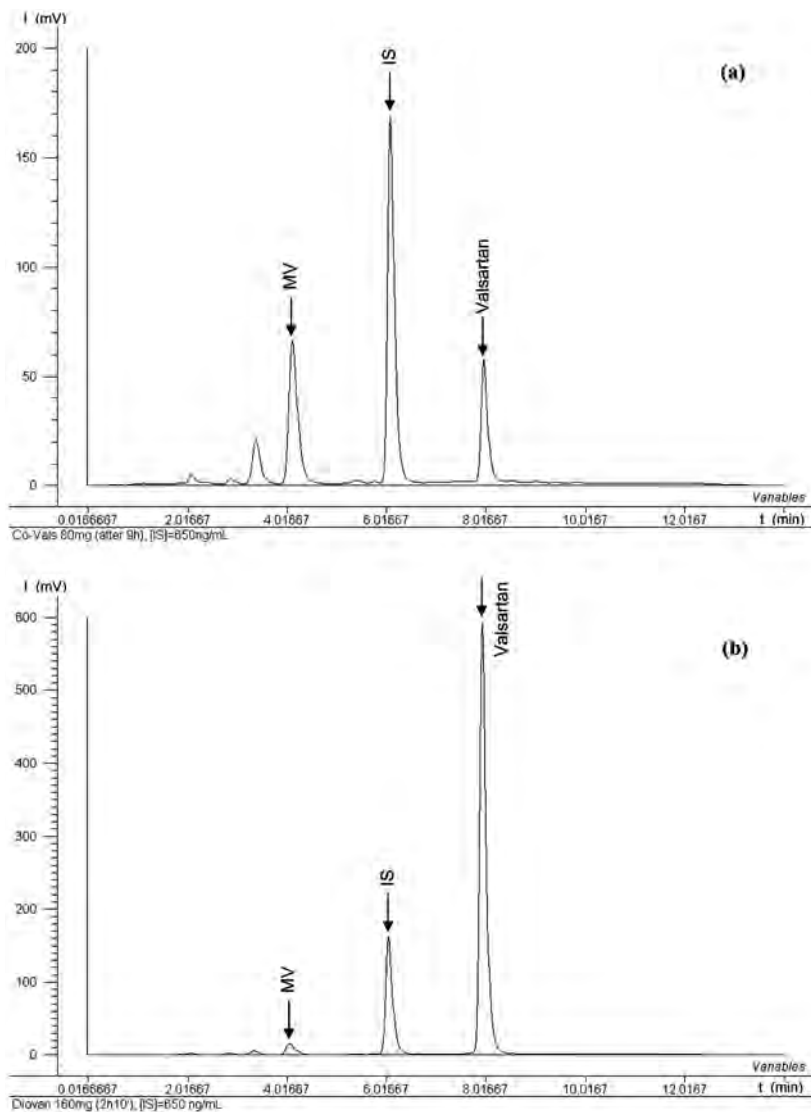 I (mV)
200
IS
(a)
150
MV
Valsartan
100
50
0
Variables
0.0166667 2.01667 4.01667 6.01667 8.01667 10.0167 12.0167 t (min)
Co-Vals 80mg (after 9h), [IS]=650ng/mL
I (mV)
600
Valsartan
(b)
500
400
300
IS
200
MV
100
0
Variables
0.0166667 2.01667 4.01667 6.01667 8.01667 10.0167 12.0167 t (min)
Diovan 160mg (2h10'), [IS]=650 ng/mL